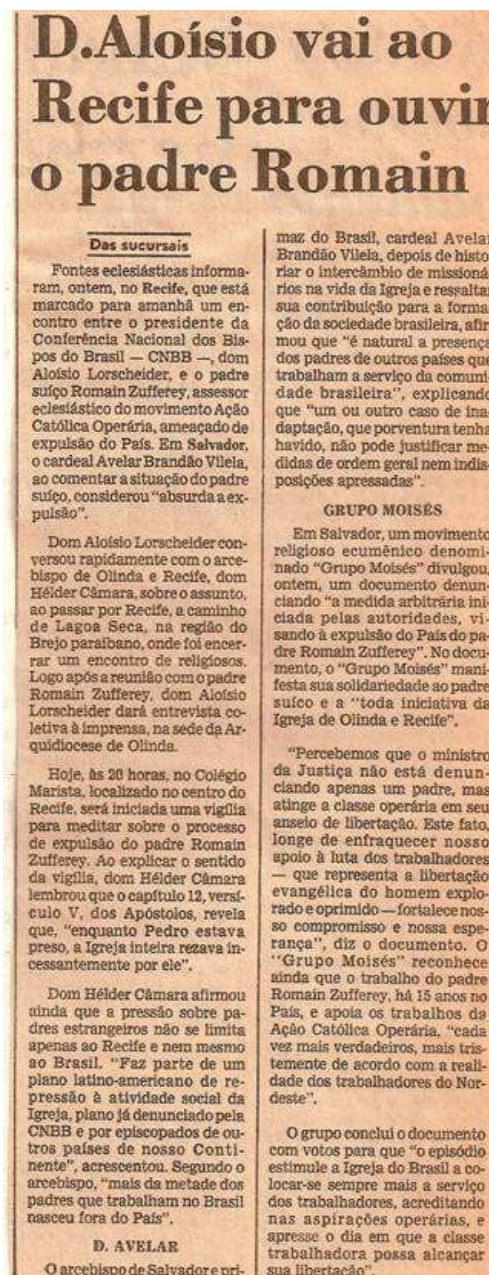 D.Aloísio vai ao
Recife para ouvir
o padre Romain
Das sucursais
Fontes eclesiásticas informa-
ram, ontem, no Recife, que está
marcado para amanhã um en-
contro entre o presidente da
Conferência Nacional dos Bis-
pos do Brasil — CNBB —, dom
Aloísio Lorscheider, e o padre
suíço Romain Zufferey, assessor
eclesiástico do movimento Ação
Católica Operária, ameaçado de
expulsão do País. Em Salvador,
o cardeal Avelar Brandão Vilela,
ao comentar a situação do padre
suíço, considerou "absurda a ex-
pulsão".
Dom Aloísio Lorscheider con-
versou rapidamente com o arce-
bispo de Olinda e Recife, dom
Hélder Câmara, sobre o assunto,
ao passar por Recife, a caminho
de Lagoa Seca, na região do
Brejo paraibano, onde foi encer-
rar um encontro de religiosos.
Logo após a reunião com o padre
Romain Zufferey, dom Aloísio
Lorscheider dará entrevista co-
letiva à imprensa, na sede da Ar-
quidiocese de Olinda.
Hoje, às 20 horas, no Colégio
Marista, localizado no centro do
Recife, será iniciada uma vigília
para meditar sobre o processo
de expulsão do padre Romain
Zufferey. Ao explicar o sentido
da vigília, dom Hélder Câmara
lembrou que o capítulo 12, versí-
culo V, dos Apóstolos, revela
que, "enquanto Pedro estava
preso, a Igreja inteira rezava in-
cessantemente por ele".
Dom Hélder Câmara afirmou
ainda que a pressão sobre pa-
dres estrangeiros não se limita
apenas ao Recife e nem mesmo
ao Brasil. "Faz parte de um
plano latino-americano de re-
pressão à atividade social da
Igreja, plano já denunciado pela
CNBB e por episcopados de ou-
tros países de nosso Conti-
nente", acrescentou. Segundo o
arcebispo, "mais da metade dos
padres que trabalham no Brasil
nasceu fora do País".
D. AVELAR
O arcebispo de Salvador e pri-
maz do Brasil, cardeal Avelar
Brandão Vilela, depois de histo
riar o intercâmbio de missioná
rios na vida da Igreja e ressaltar
sua contribuição para a forma
ção da sociedade brasileira, afir
mou que "é natural a presença
dos padres de outros países que
trabalham a serviço da comuni
dade brasileira", explicando
que "um ou outro caso de ina
daptação, que porventura tenha
havido, não pode justificar me
didas de ordem geral nem indis
posições apressadas".
GRUPO MOISÉS
Em Salvador, um movimento
religioso ecumênico denomi-
nado "Grupo Moisés" divulgou,
ontem, um documento denun-
ciando "a medida arbitrária ini-
ciada pelas autoridades, vi-
sando à expulsão do País do pa-
dre Romain Zufferey". No docu-
mento, o "Grupo Moisés" mani-
festa sua solidariedade ao padre
suíço e a "toda iniciativa da
Igreja de Olinda e Recife".
"Percebemos que o ministro
da Justiça não está denun-
ciando apenas um padre, mas
atinge a classe operária em seu
anseio de libertação. Este fato,
longe de enfraquecer nosso
apoio à luta dos trabalhadores
— que representa a libertação
evangélica do homem explo-
rado e oprimido — fortalece nos-
so compromisso e nossa espe-
rança", diz o documento. O
"Grupo Moisés" reconhece
ainda que o trabalho do padre
Romain Zufferey, há 15 anos no
País, e apoia os trabalhos da
Ação Católica Operária, "cada
vez mais verdadeiros, mais tris-
temente de acordo com a reali-
dade dos trabalhadores do Nor-
deste".
O grupo conclui o documento
com votos para que "o episódio
estimule a Igreja do Brasil a co-
locar-se sempre mais a serviço
dos trabalhadores, acreditando
nas aspirações operárias, e
apresse o dia em que a classe
trabalhadora possa alcançar
sua libertação".